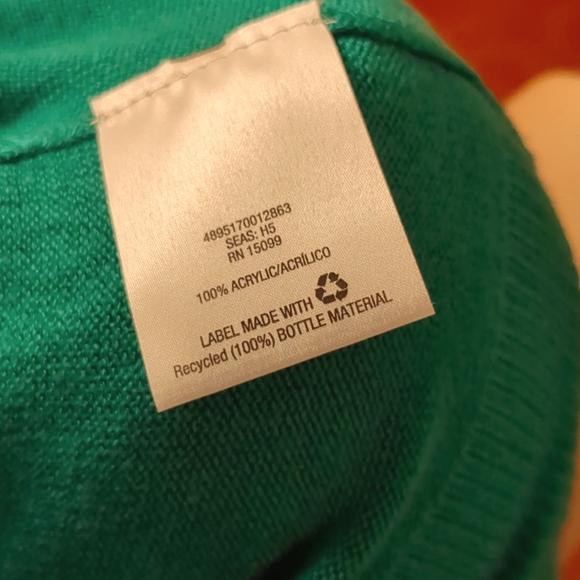 4895170012863
SEAS: H5
RN 15099
100% ACRYLIC/ACRÍLICO
LABEL MADE WITH
Recycled (100%) BOTTLE MATERIAL